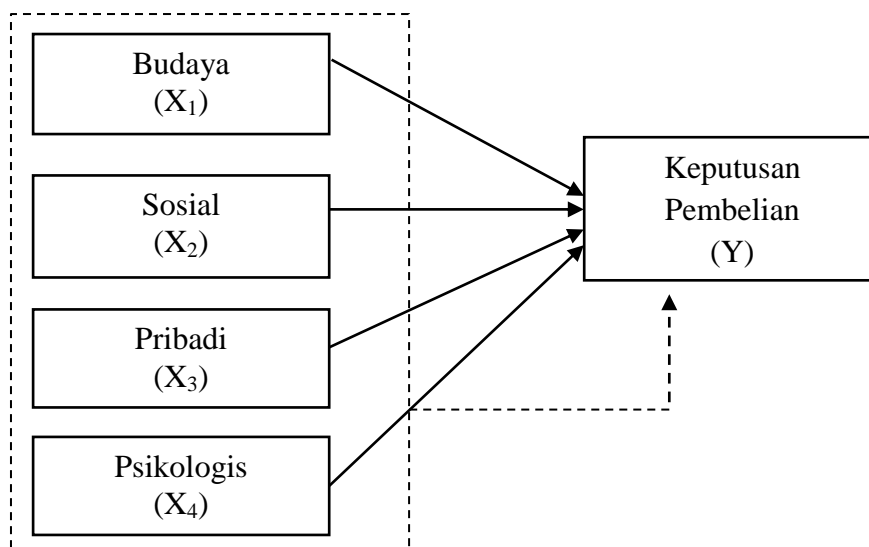 Budaya
(X₁)
Sosial
(X₂)
Pribadi
(X₃)
Psikologis
(X₄)
Keputusan
Pembelian
(Y)